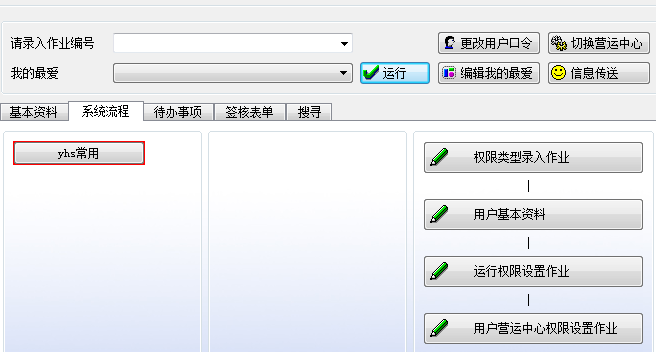 请录入作业编号
更改用户口令
切换营运中心
我的最爱
运行
编辑我的最爱
信息传送
基本资料
系统流程
待办事项
签核表单
搜寻
yhs常用
权限类型录入作业
用户基本资料
运行权限设置作业
用户营运中心权限设置作业